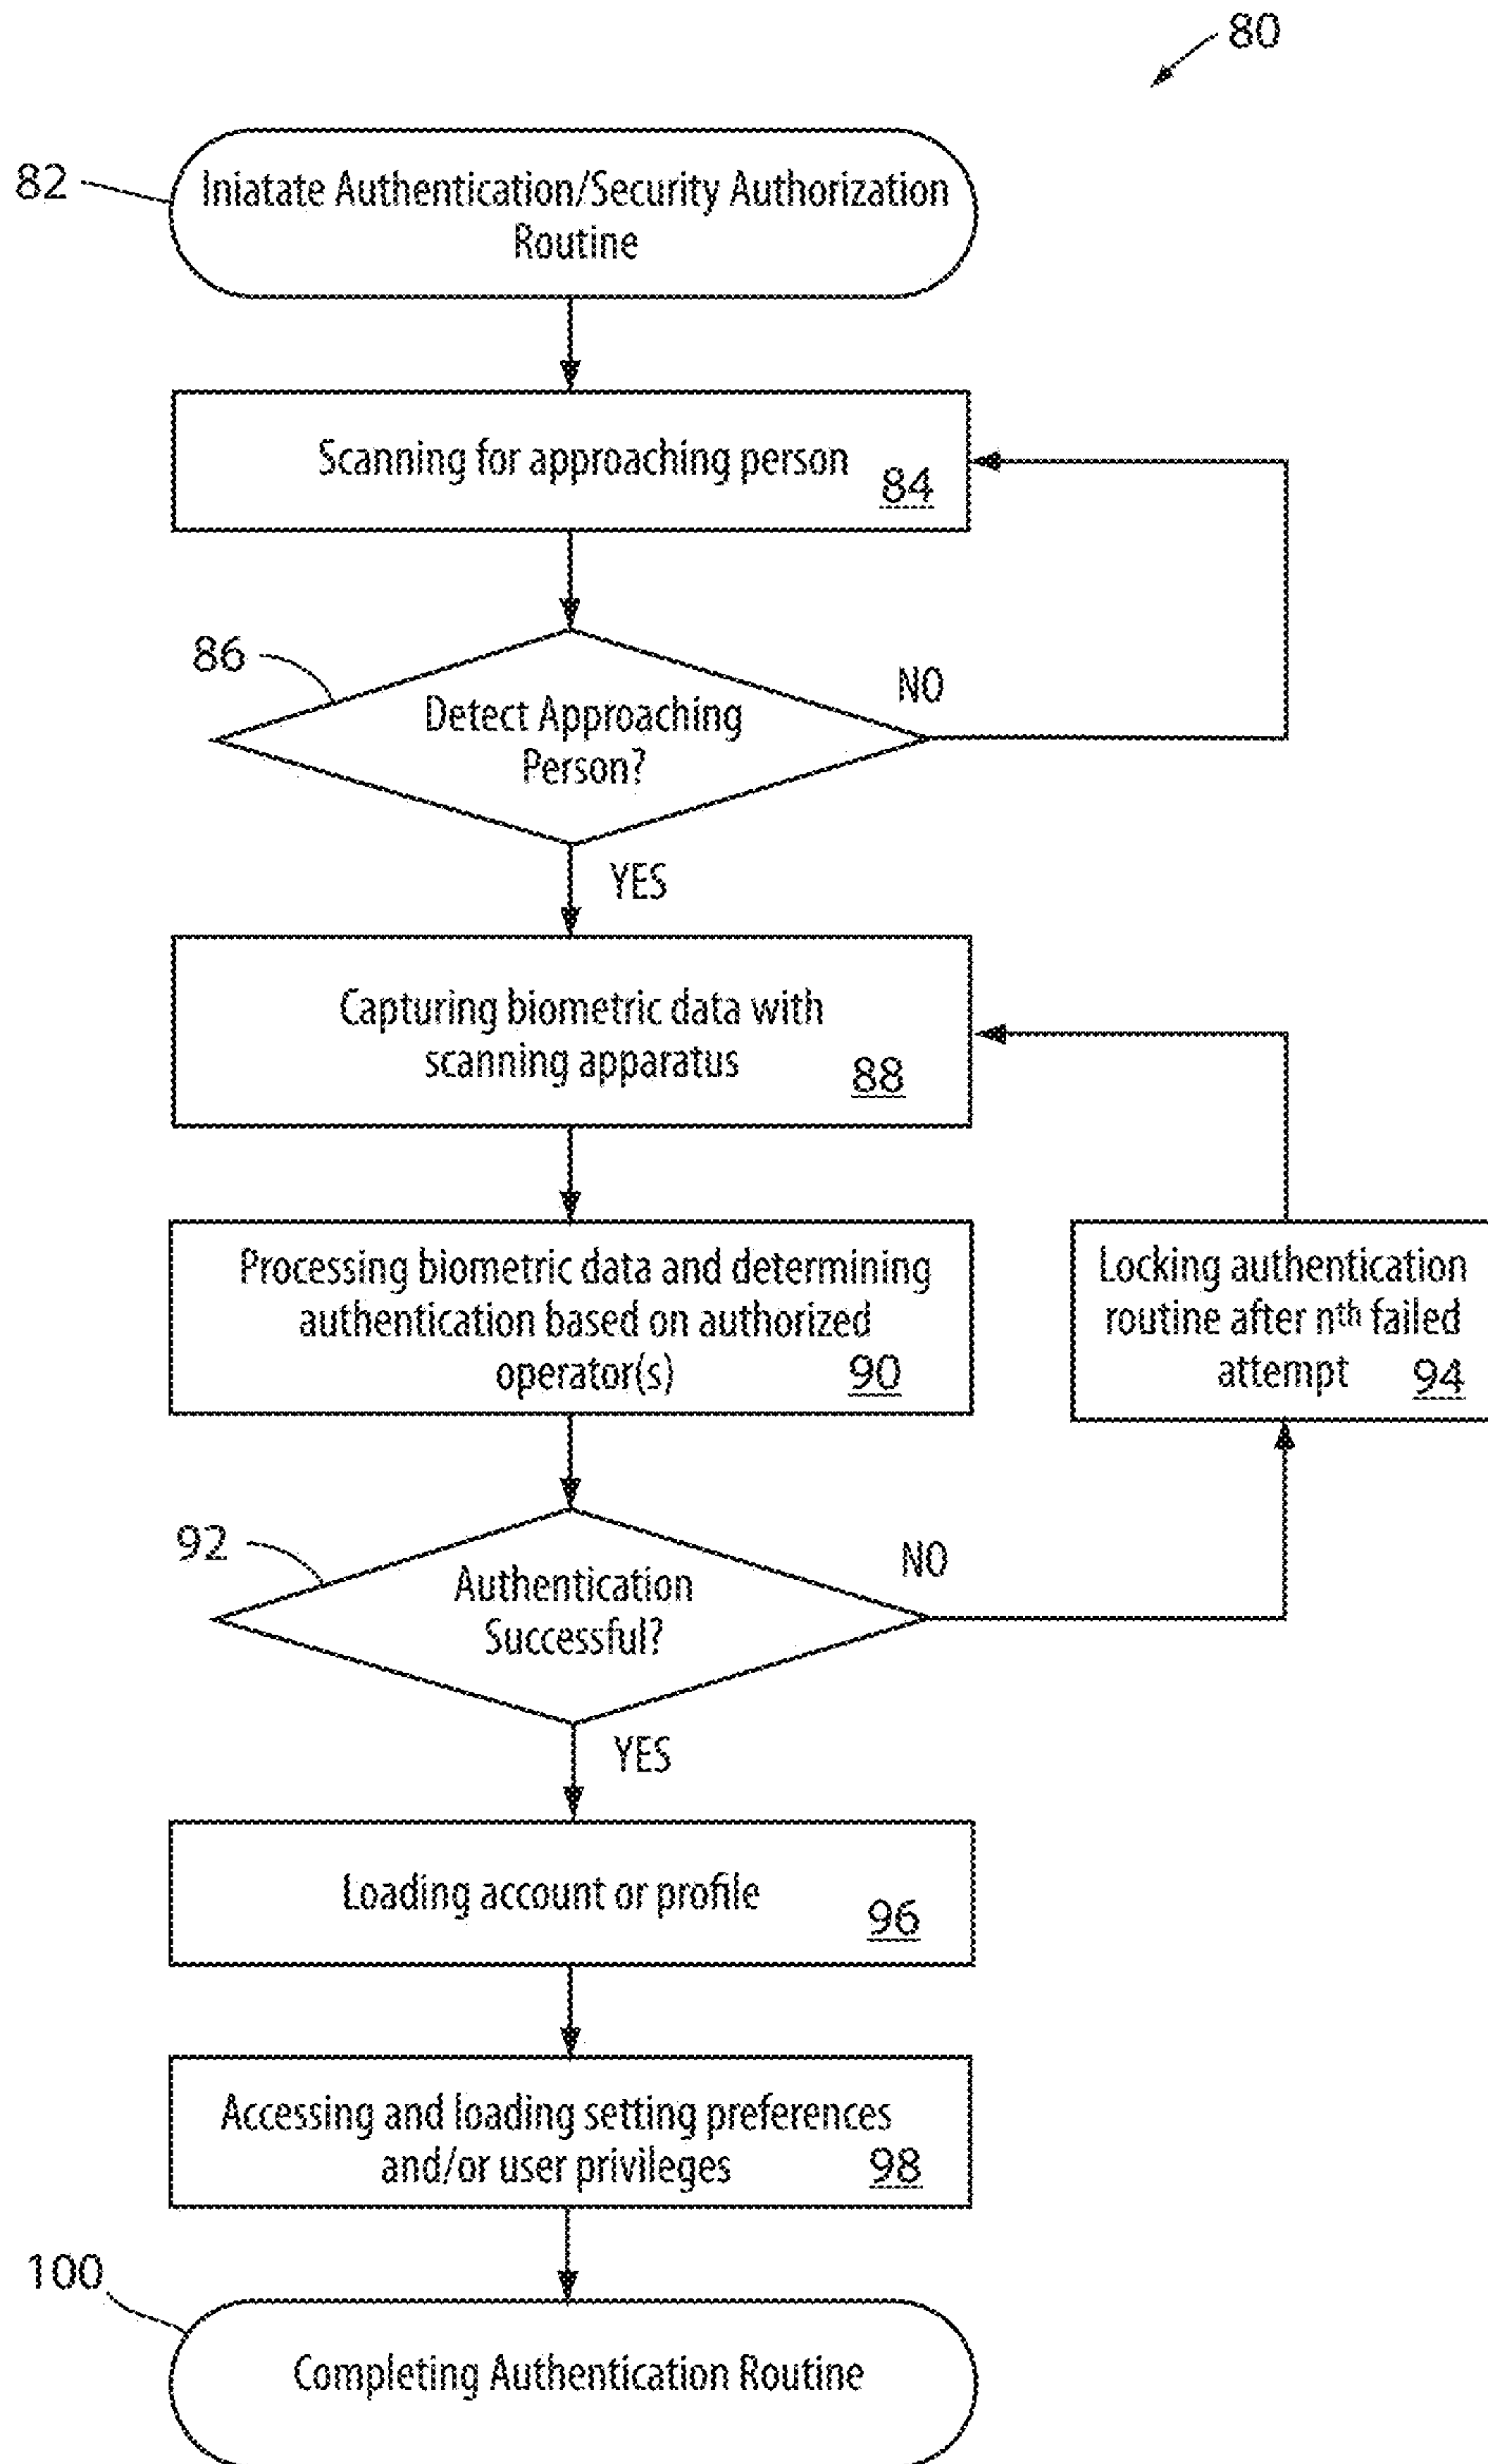 80
82
Iniatate Authentication/Security Authorization
Routine
Scanning for approaching person
84
86
Detect Approaching
Person?
NO
YES
Capturing biometric data with
scanning apparatus
88
Processing biometric data and determining
authentication based on authorized
operator(s)
90
Locking authentication
routine after nth failed
attempt
94
92
Authentication
Successful?
NO
YES
Loading account or profile
96
Accessing and loading setting preferences
and/or user privileges
98
100
Completing Authentication Routine